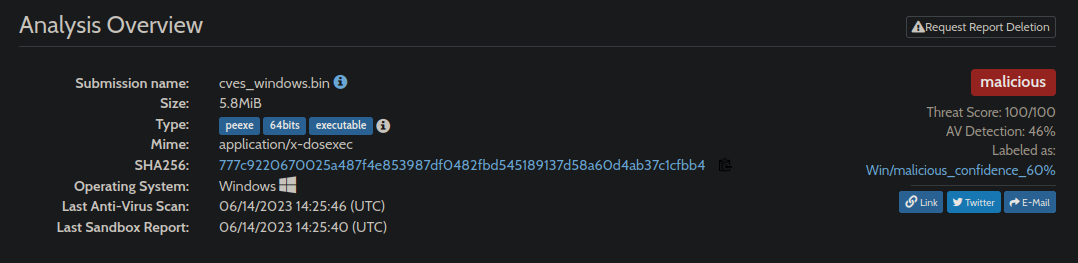 Analysis Overview
Request Report Deletion
Submission name: cves_windows.bin
Size: 5.8MiB
Type: peexe 64bits executable
Mime: application/x-dosexec
SHA256: 777c9220670025a487f4e853987df0482fbd545189137d58a60d4ab37c1cfbb4
Operating System: Windows
Last Anti-Virus Scan: 06/14/2023 14:25:46 (UTC)
Last Sandbox Report: 06/14/2023 14:25:40 (UTC)
malicious
Threat Score: 100/100
AV Detection: 46%
Labeled as:
Win/malicious_confidence_60%
Link Twitter E-Mail